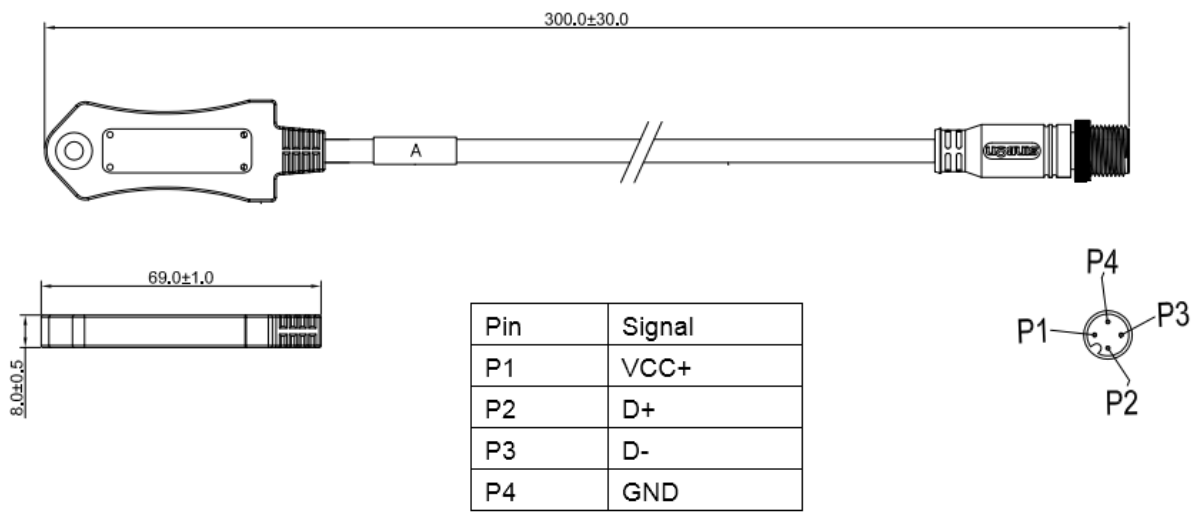 300.0±30.0
A
69.0±1.0
8.0±0.5
Pin Signal
P1 VCC+
P2 D+
P3 D-
P4 GND
P4
P1
P3
P2